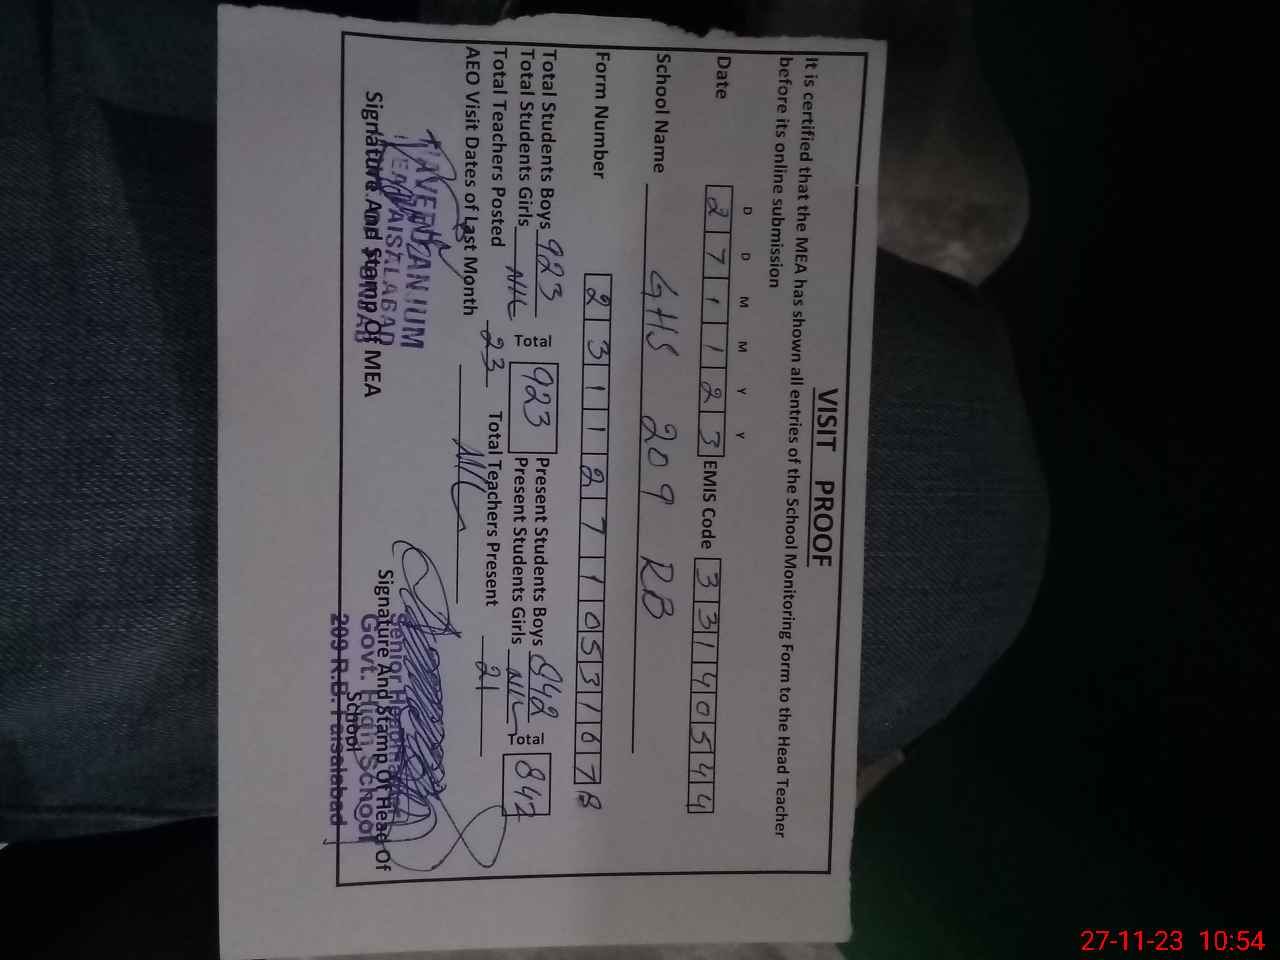 VISIT PROOF
It is certified that the MEA has shown all entries of the School Monitoring Form to the Head Teacher
before its online submission
D D M M Y Y
Date 2 7 1 1 2 3 EMIS Code 3 3 1 4 0 5 4 4
School Name GHS 209 RB
Form Number 2 3 1 1 2 7 1 0 5 3 1 6 7 B
Total Students Boys 923 Total 923 Present Students Boys 842 Total 842
Total Students Girls NIL Present Students Girls NIL
Total Teachers Posted 23 Total Teachers Present 21
AEO Visit Dates of Last Month NIL
ANJUM
FAISALABAD
Signature And Stamp Of MEA
Signature And Stamp Of Head Of
School
Senior Headmaster
Govt. High School
209 R.B. Faisalabad
27-11-23 10:54